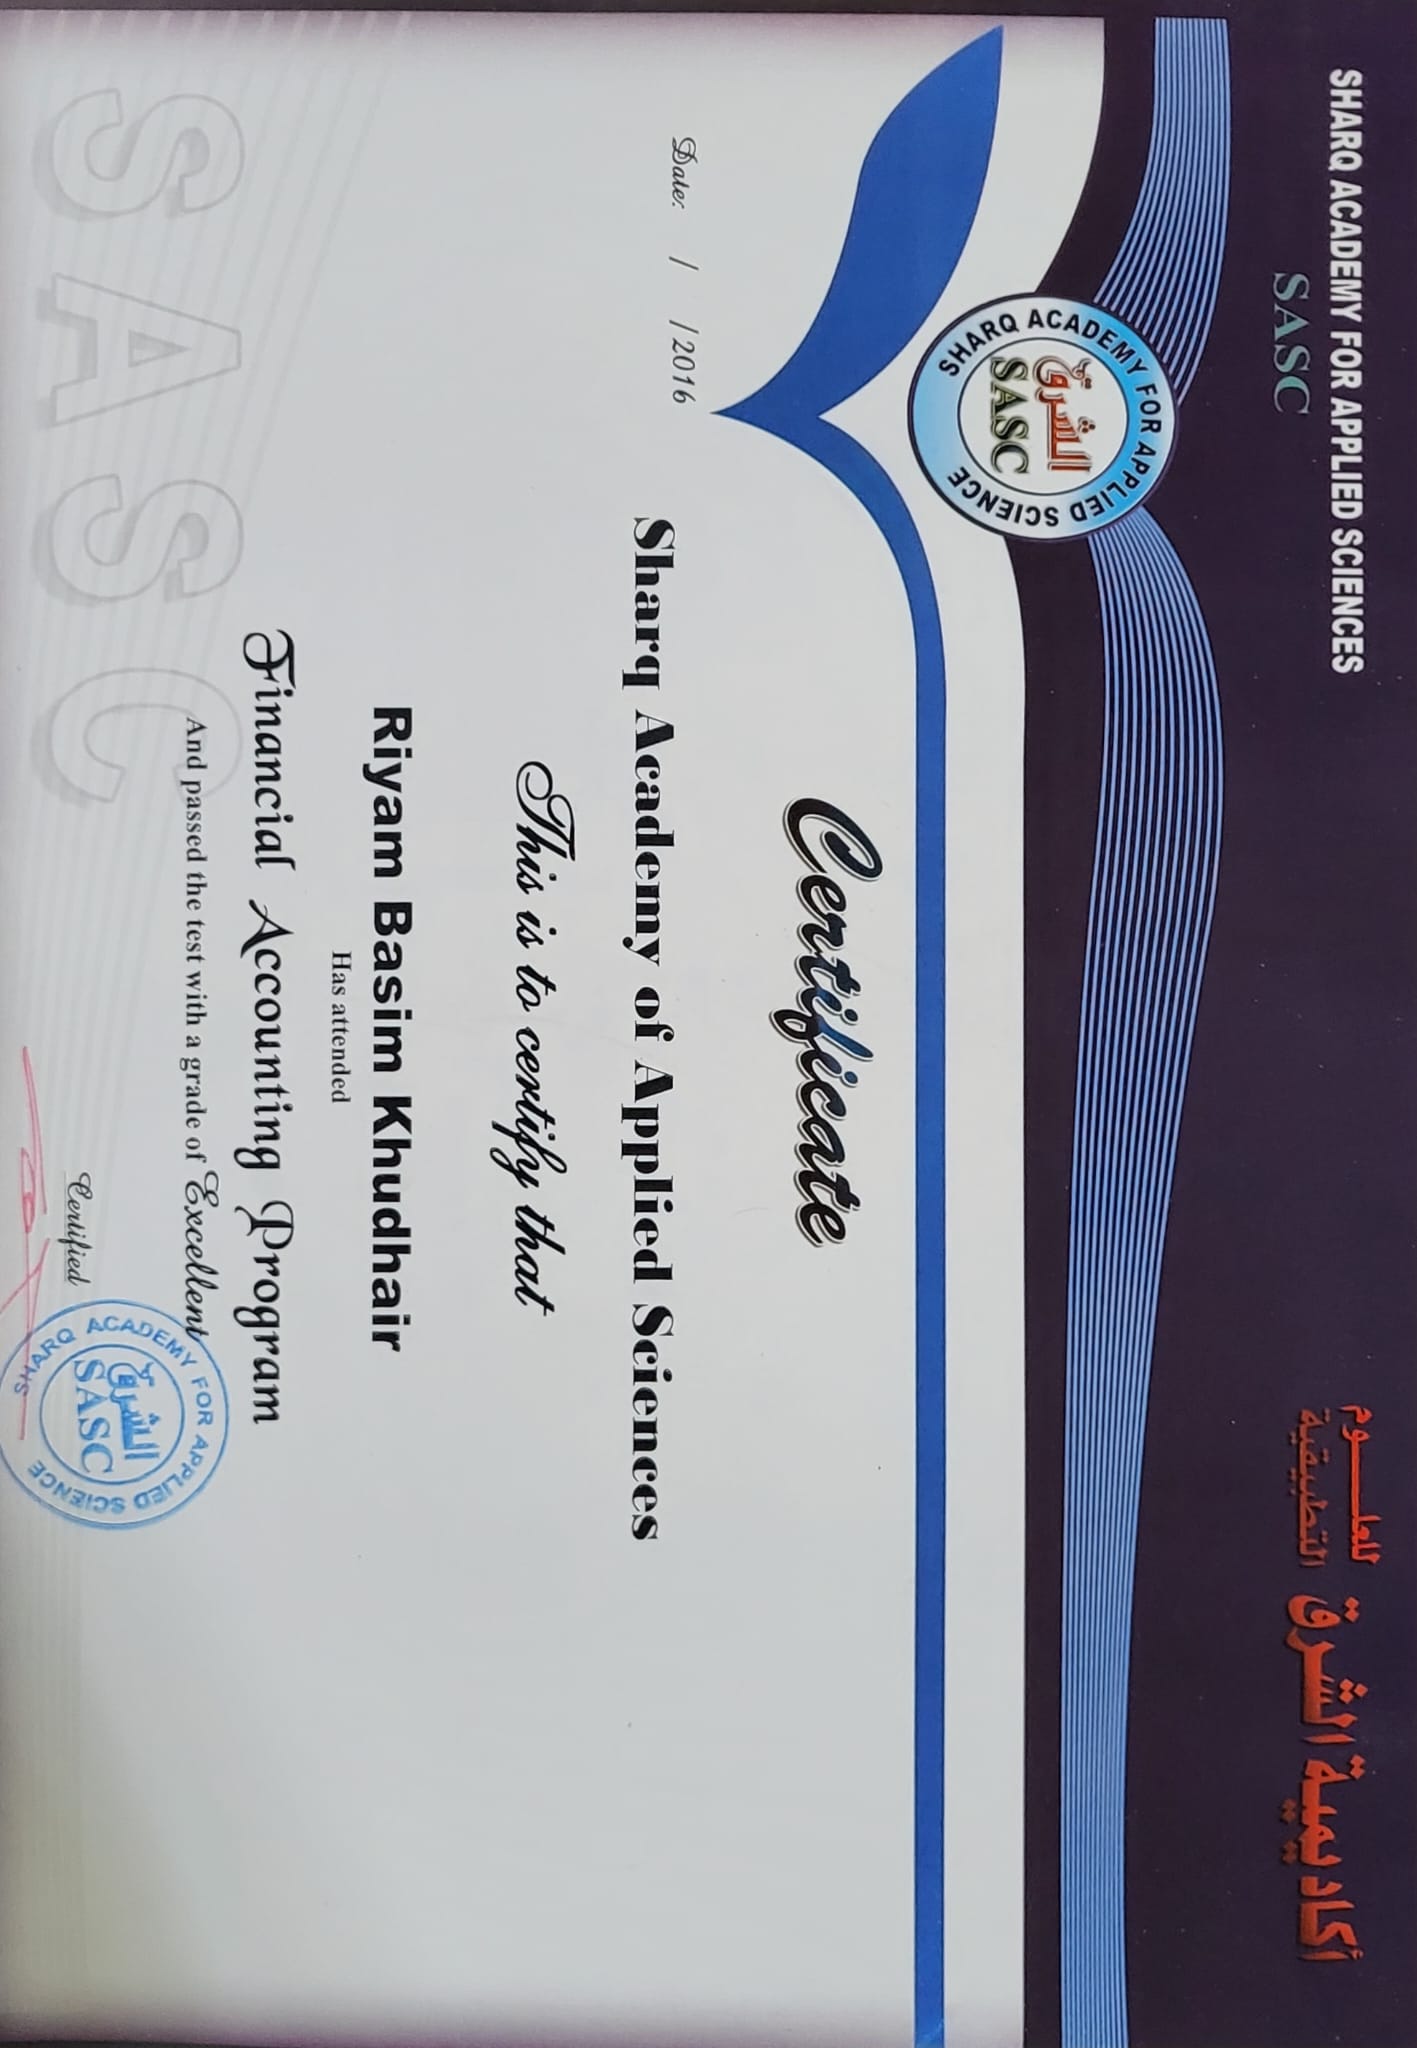 SHARQ ACADEMY FOR APPLIED SCIENCES
SASC
أكاديمية الشرق للعلوم التطبيقية
SHARQ ACADEMY FOR APPLIED SCIENCE
الشرق
SASC
Certificate
Date: / /2016
Sharq Academy of Applied Sciences
This is to certify that
Riyam Basim Khudhair
Has attended
Financial Accounting Program
And passed the test with a grade of Excellent
Certified
SHARQ ACADEMY FOR APPLIED SCIENCE
الشرق
SASC
SASC